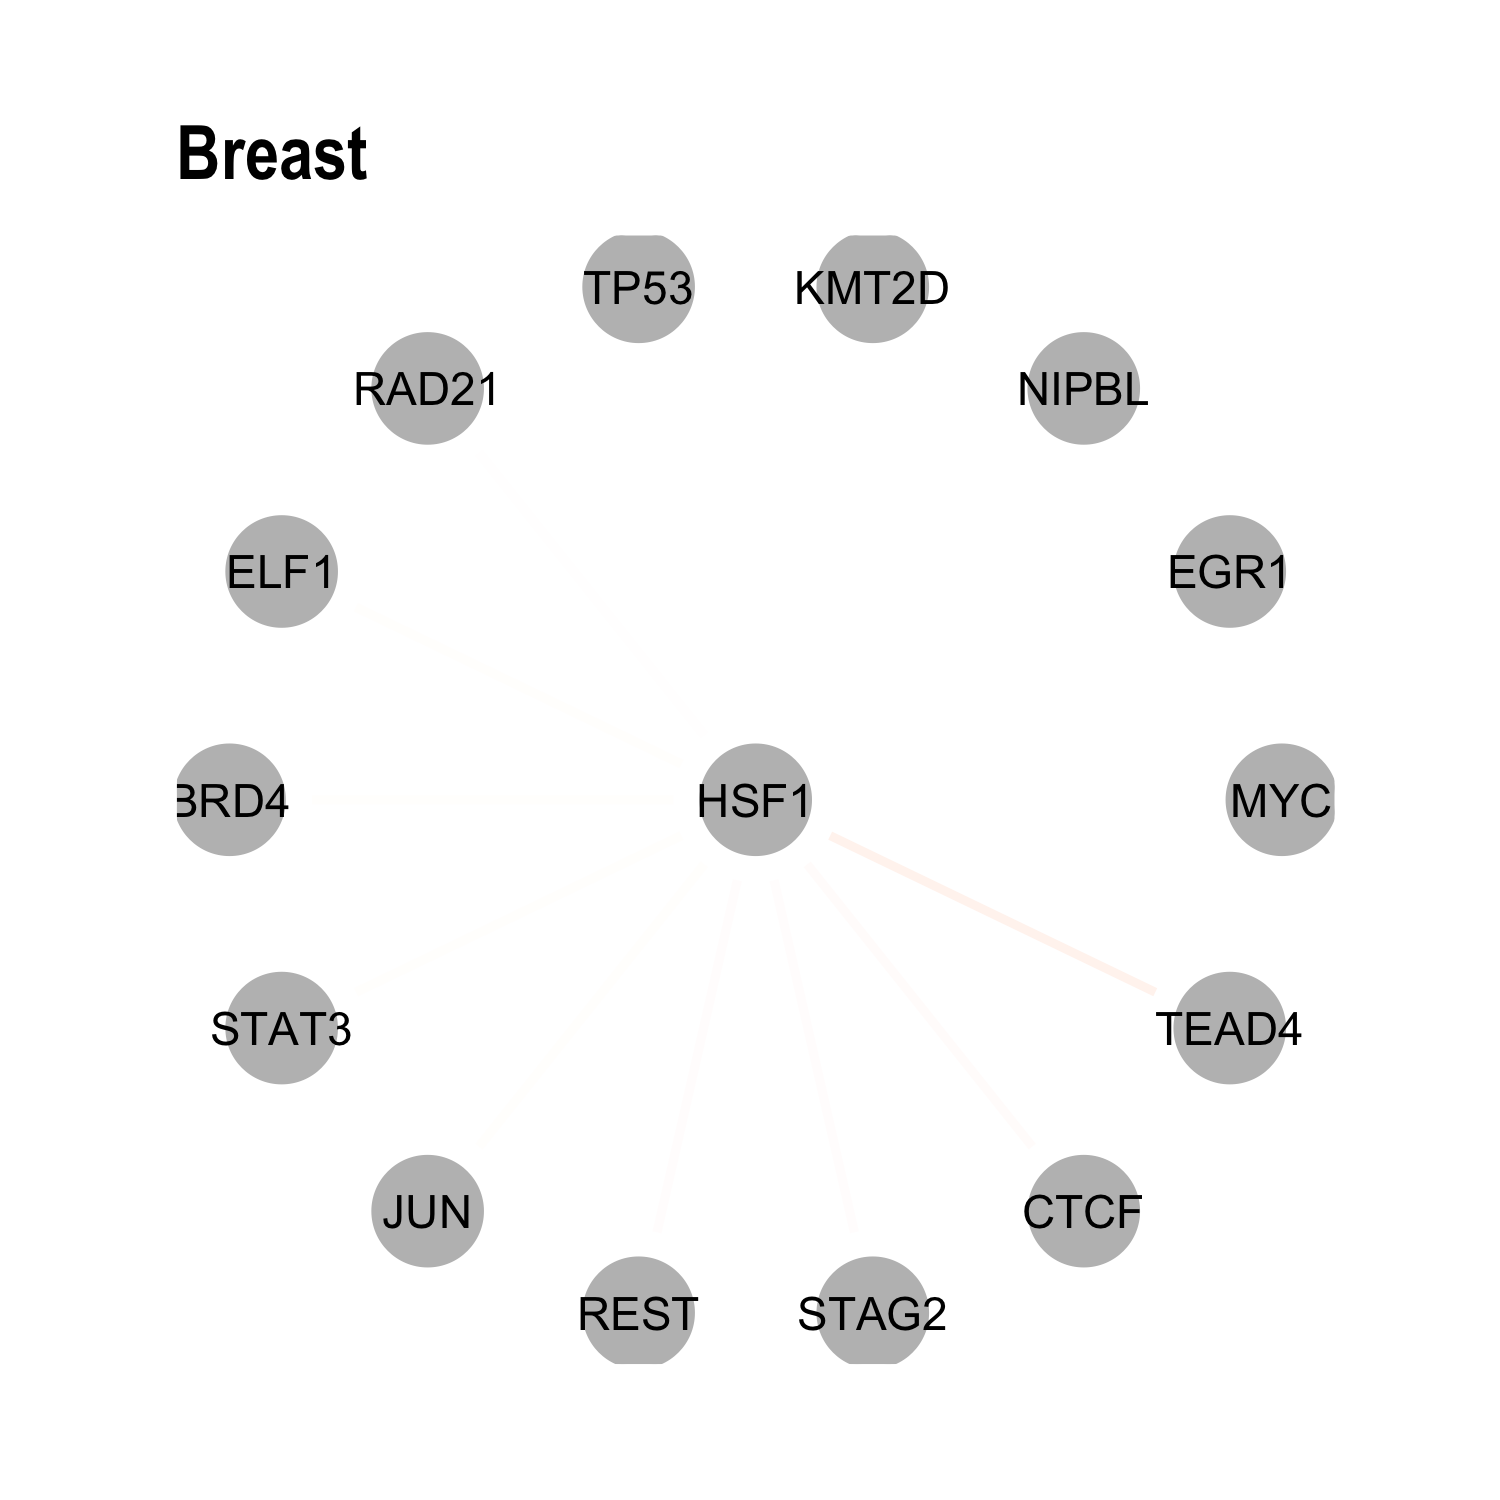 Breast
TP53
KMT2D
RAD21
NIPBL
ELF1
EGR1
BRD4
HSF1
MYC
STAT3
TEAD4
JUN
CTCF
REST
STAG2